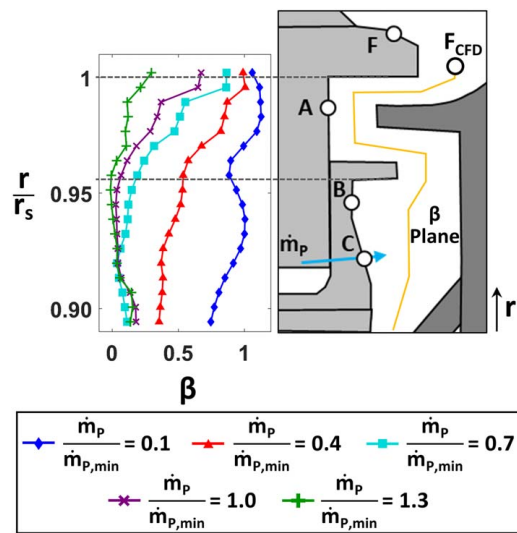 F
F_CFD
1
A
r/r_s
0.95
B
β
Plane
ṁ_P
C
0.90
0 0.5 1
r
β
ṁ_P/ṁ_P,min = 0.1 ṁ_P/ṁ_P,min = 0.4 ṁ_P/ṁ_P,min = 0.7
ṁ_P/ṁ_P,min = 1.0 ṁ_P/ṁ_P,min = 1.3